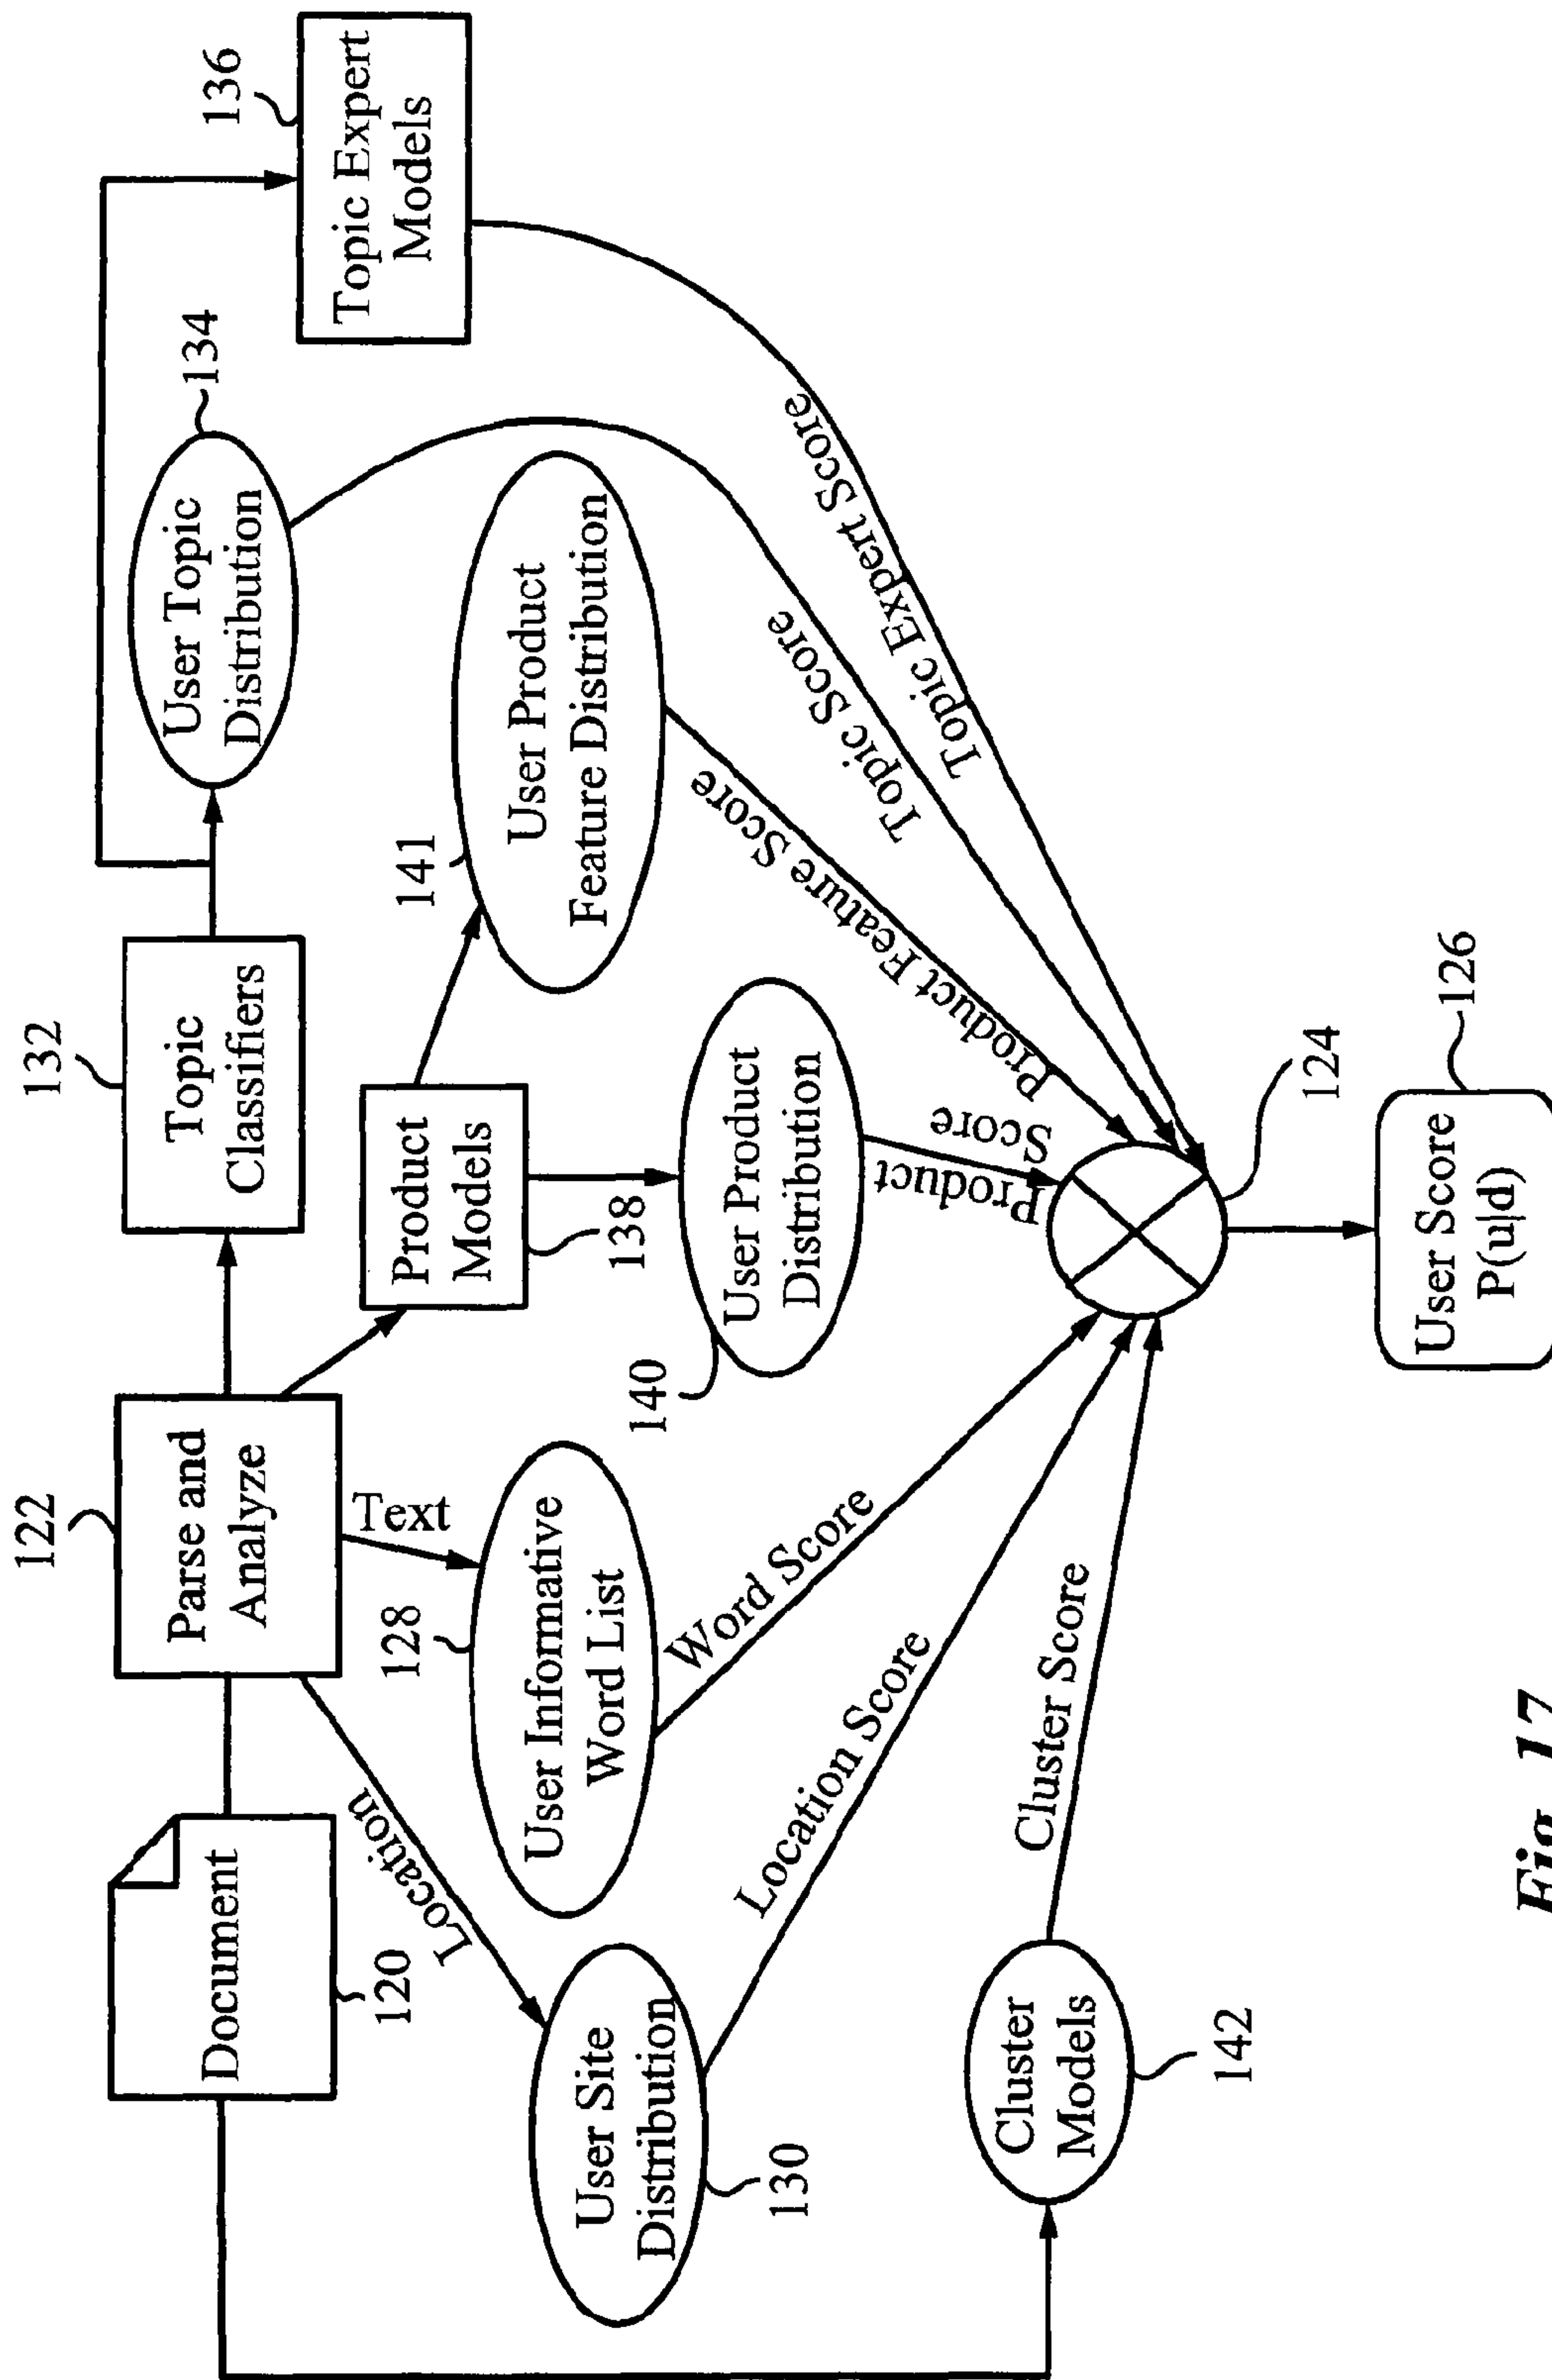 122
132
134
136
Document
Parse and
Analyze
Topic
Classifiers
User Topic
Distribution
Topic Expert
Models
120
Location
Text
128
138
141
Product
Models
User Product
Feature Distribution
User Site
Distribution
130
User Informative
Word List
140
User Product
Distribution
Word Score
Location Score
Product
Score
Product Feature Score
Topic Score
Topic Expert Score
Cluster
Models
142
Cluster Score
124
User Score
P(u|d)
126
Fig. 17